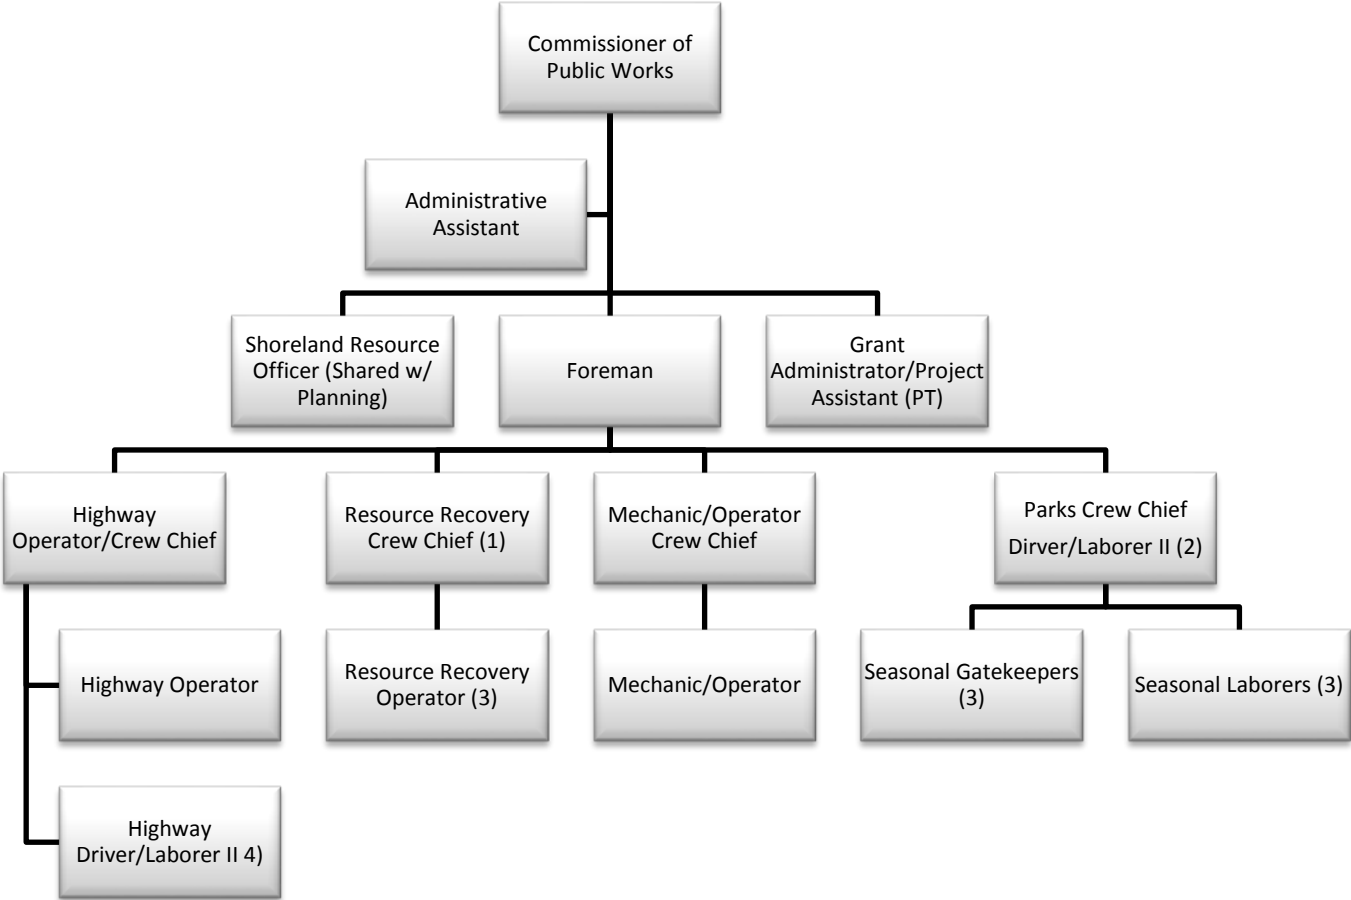 Commissioner of
Public Works
Administrative
Assistant
Shoreland Resource
Officer (Shared w/
Planning)
Foreman
Grant
Administrator/Project
Assistant (PT)
Highway
Operator/Crew Chief
Resource Recovery
Crew Chief (1)
Mechanic/Operator
Crew Chief
Parks Crew Chief
Dirver/Laborer II (2)
Highway Operator
Resource Recovery
Operator (3)
Mechanic/Operator
Seasonal Gatekeepers
(3)
Seasonal Laborers (3)
Highway
Driver/Laborer II 4)